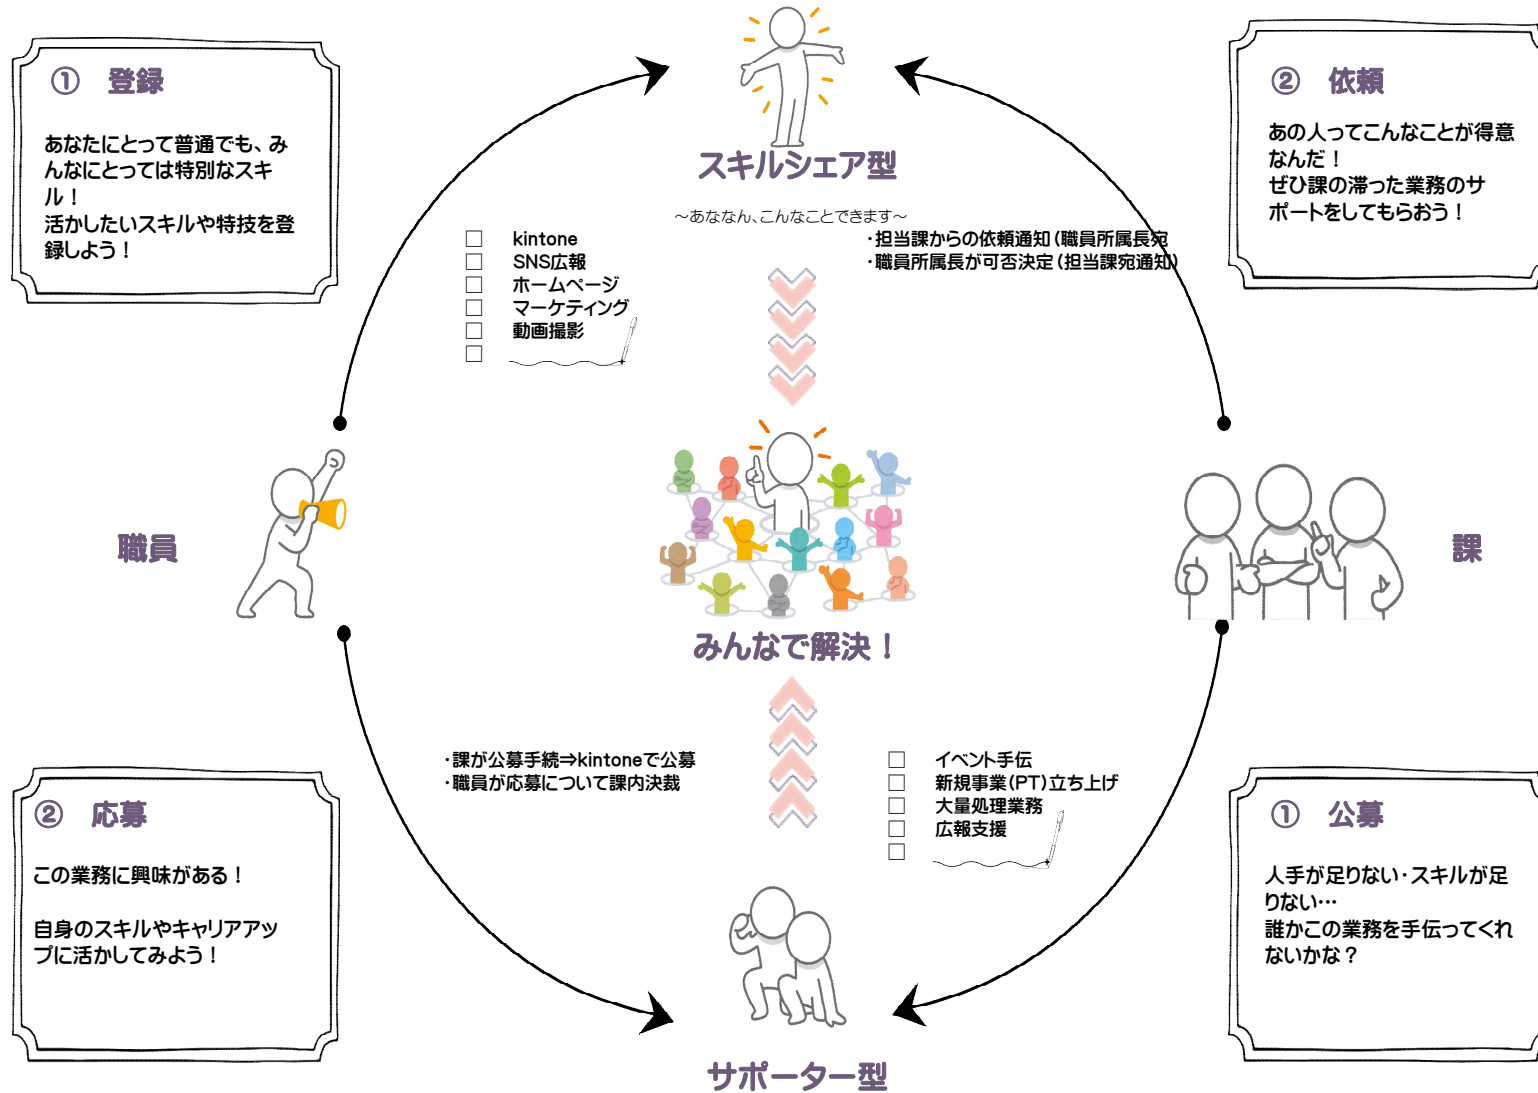 ① 登録
あなたにとって普通でも、み
んなにとっては特別なスキ
ル！
活かしたいスキルや特技を登
録しよう！
スキルシェア型
～あななん、こんなことできます～
□ kintone
□ SNS広報
□ ホームページ
□ マーケティング
□ 動画撮影
□
・担当課からの依頼通知（職員所属長宛
・職員所属長が可否決定（担当課宛通知）
② 依頼
あの人ってこんなことが得意
なんだ！
ぜひ課の滞った業務のサ
ポートをしてもらおう！
職員
みんなで解決！
課
② 応募
この業務に興味がある！
自身のスキルやキャリアアッ
プに活かしてみよう！
・課が公募手続⇒kintoneで公募
・職員が応募について課内決裁
□ イベント手伝
□ 新規事業(PT)立ち上げ
□ 大量処理業務
□ 広報支援
□
サポーター型
① 公募
人手が足りない・スキルが足
りない…
誰かこの業務を手伝ってくれ
ないかな？